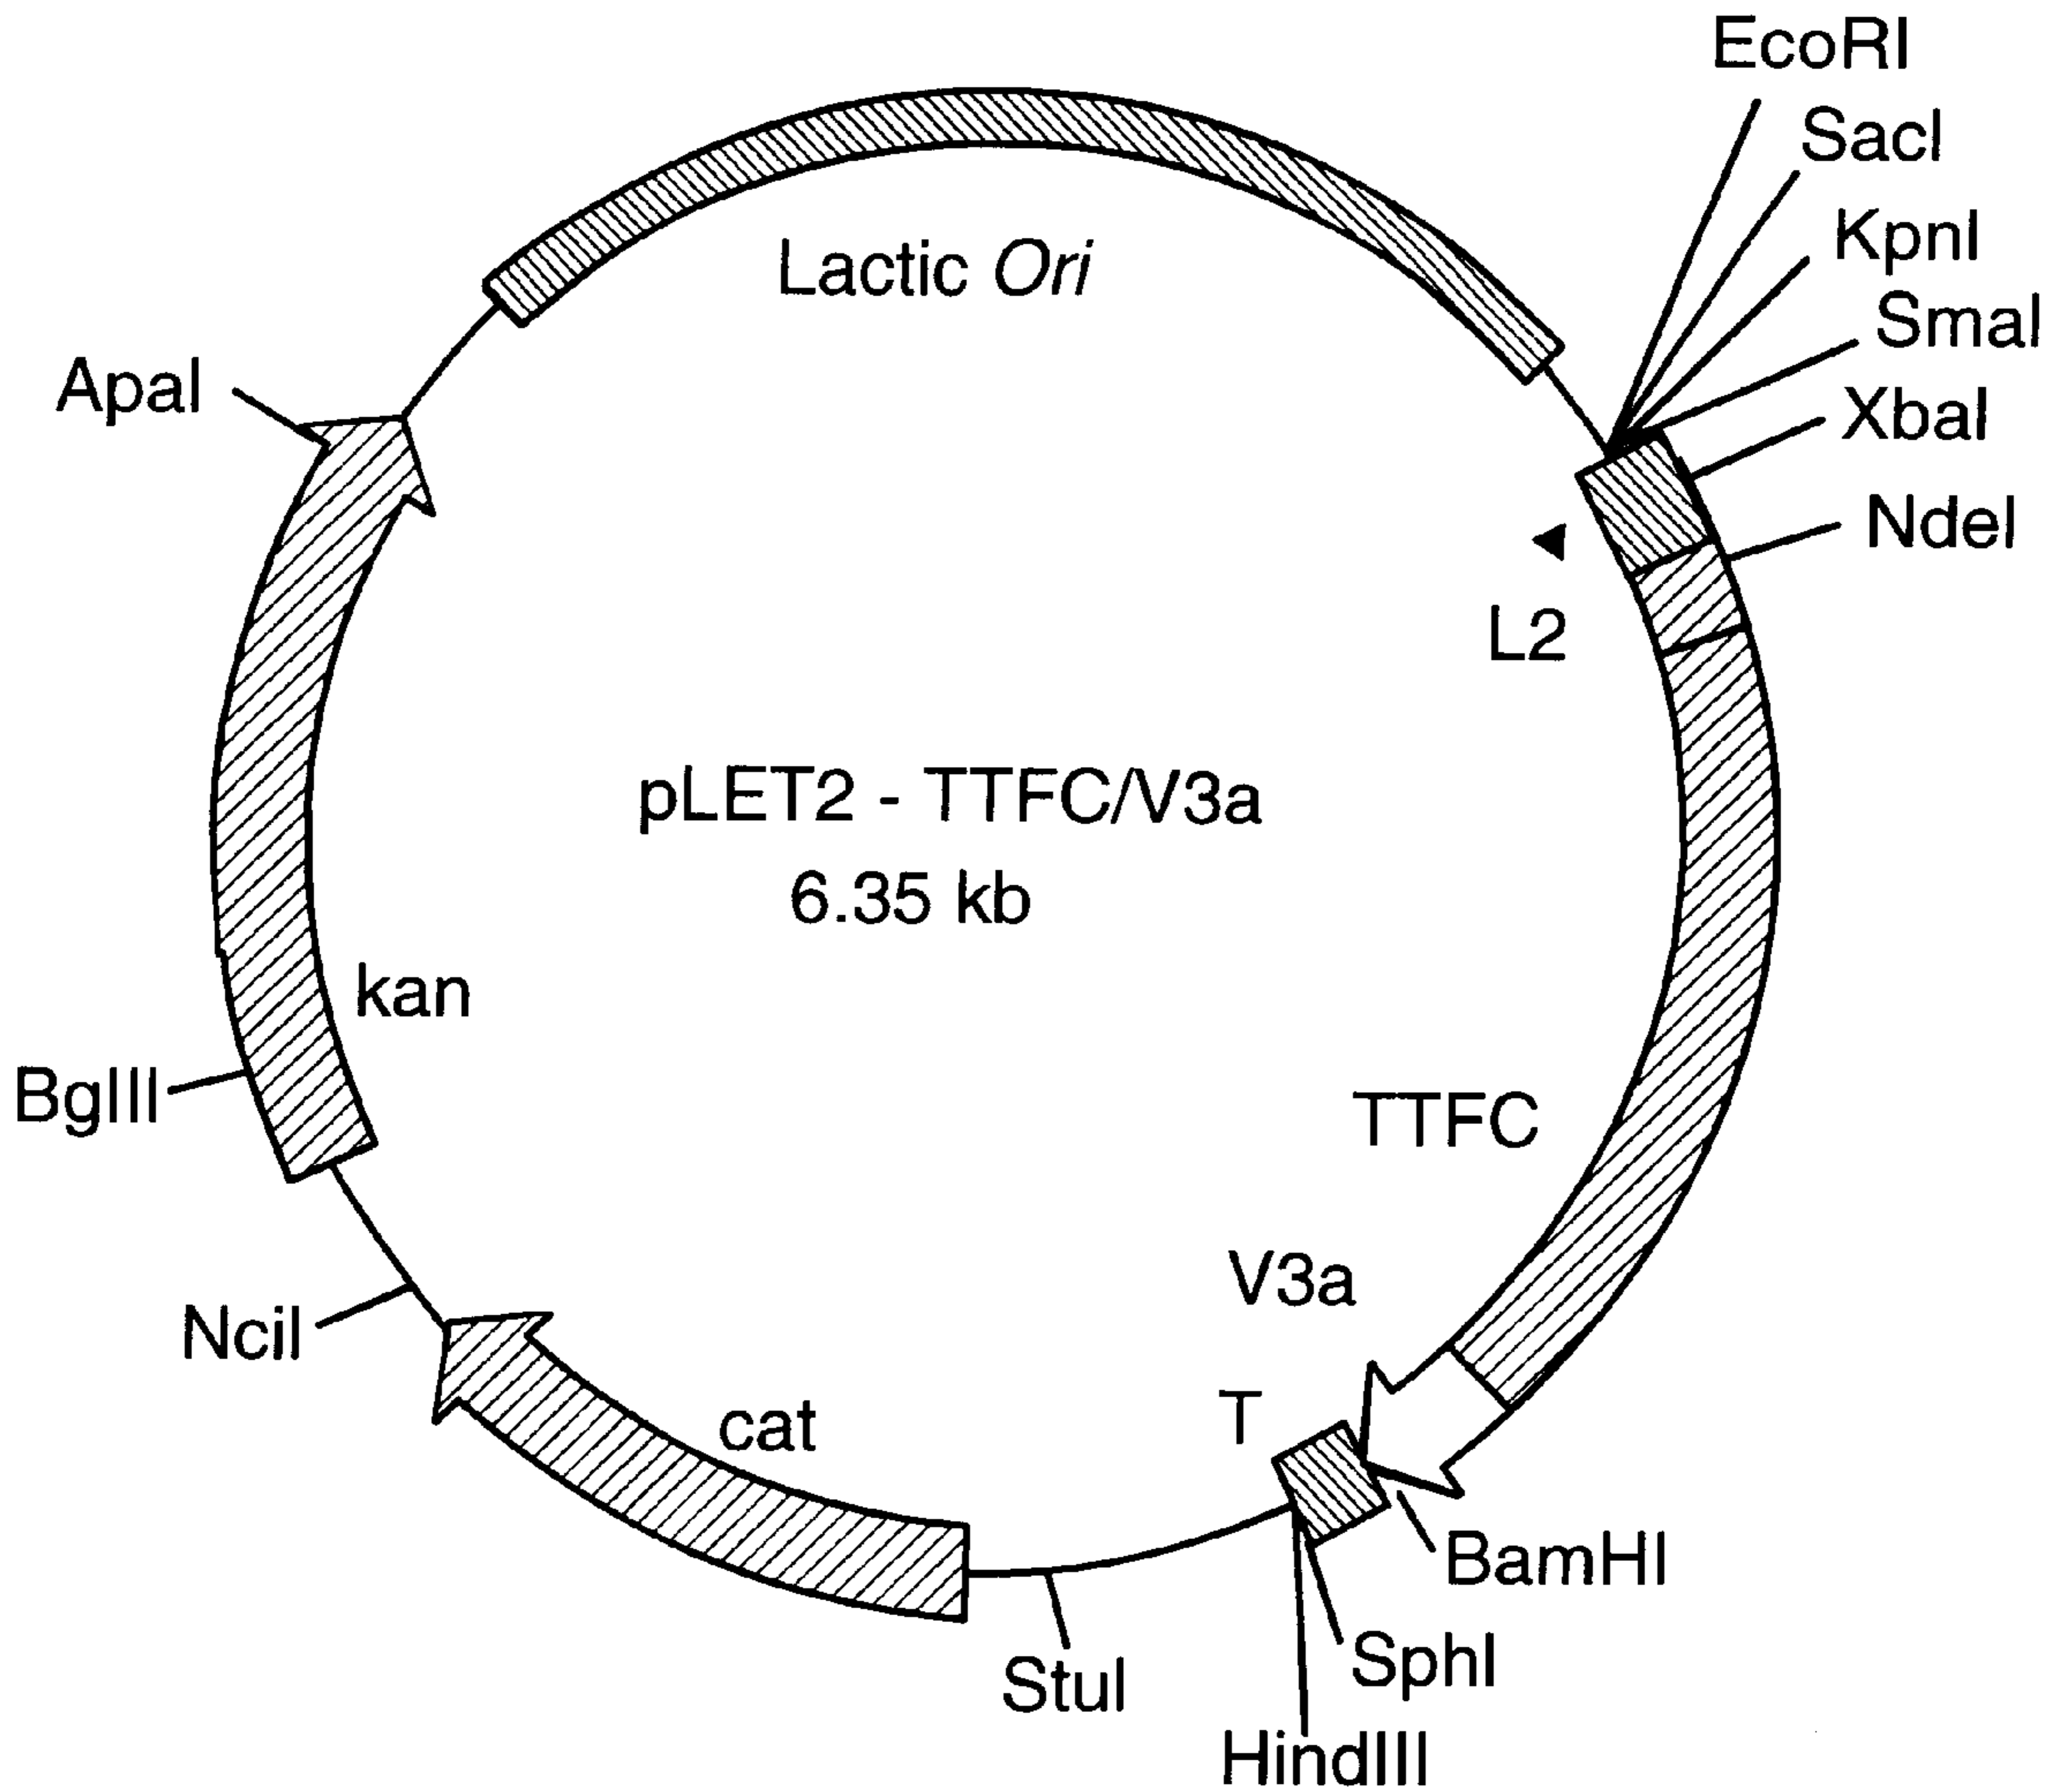 EcoRI
SacI
KpnI
SmaI
XbaI
NdeI
Lactic Ori
ApaI
L2
pLET2 - TTFC/V3a
6.35 kb
kan
BglII
TTFC
V3a
NciI
T
cat
BamHI
SphI
StuI
HindIII